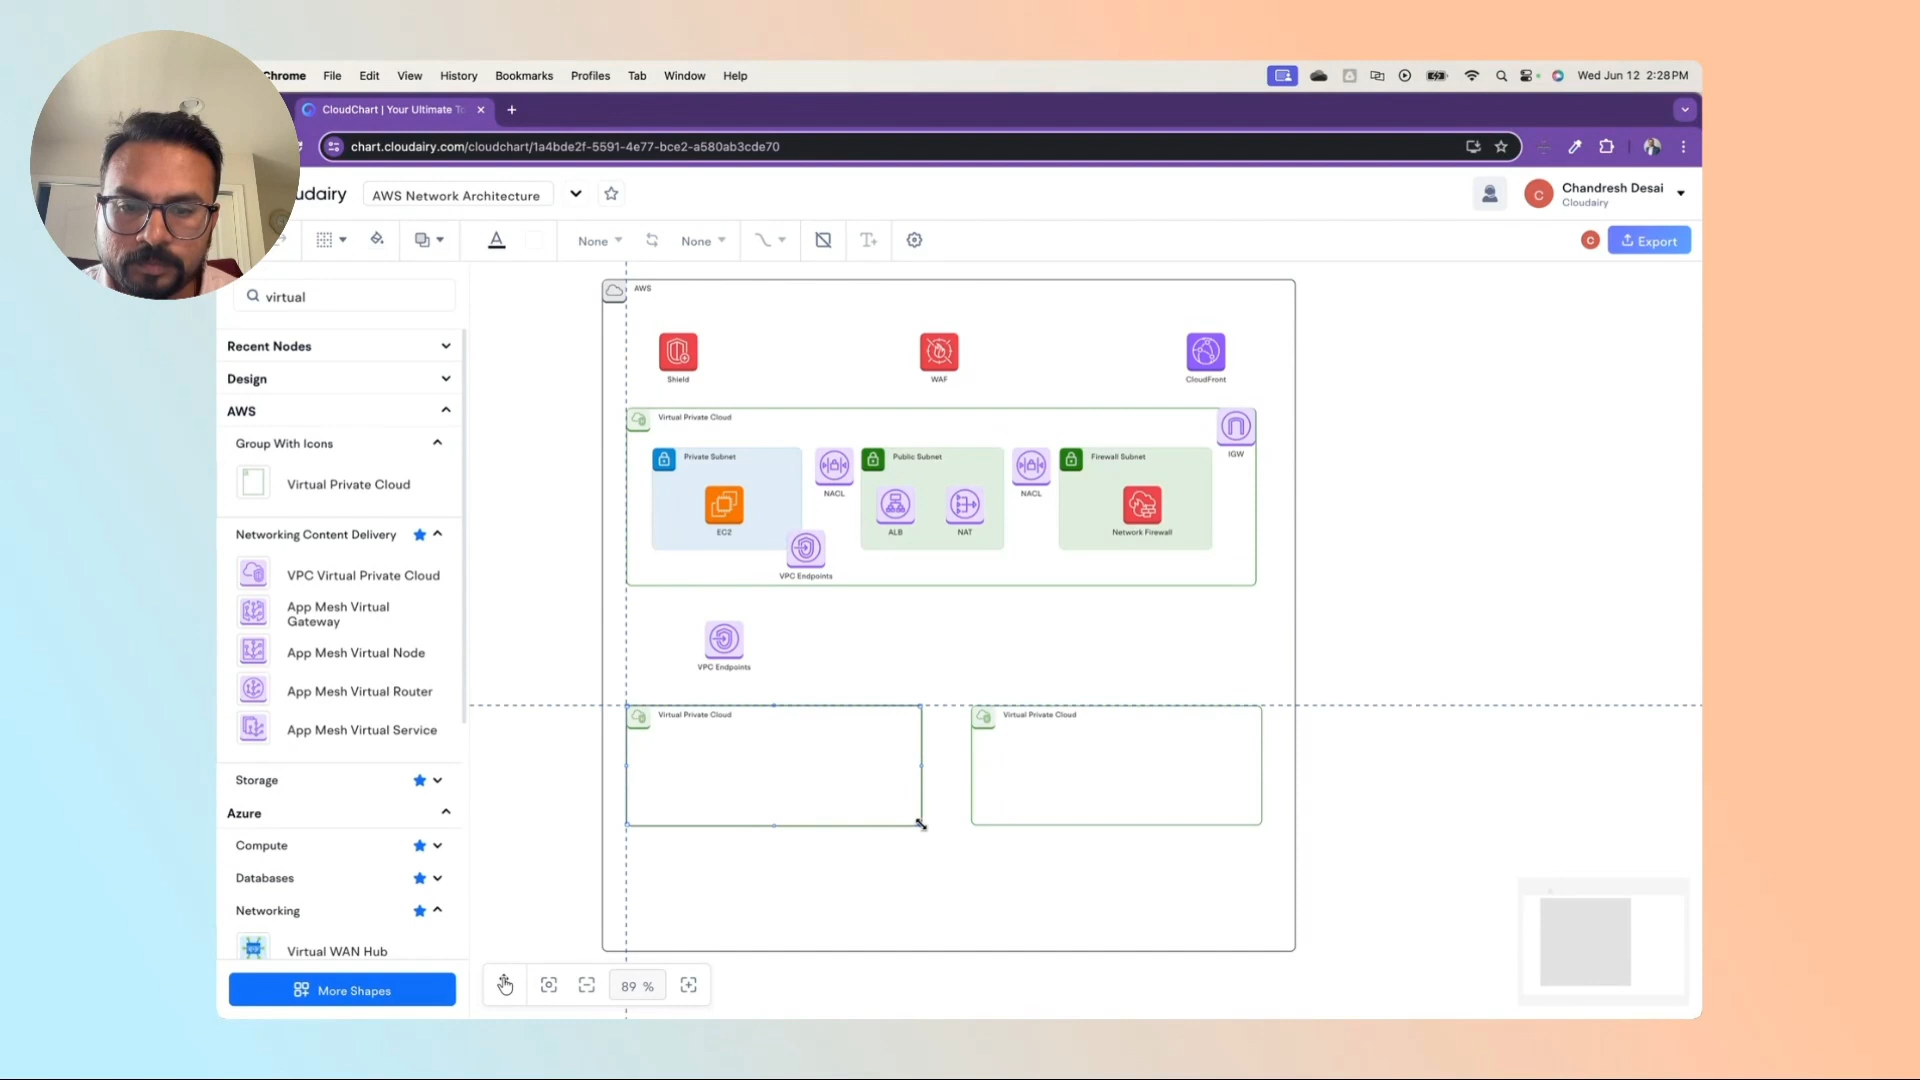 Chrome File Edit View History Bookmarks Profiles Tab Window Help Wed Jun 12 2:28 PM
CloudChart | Your Ultimate
chart.cloudairy.com/cloudchart/1a4bde2f-5591-4e77-bce2-a580ab3cde70
udairy AWS Network Architecture
C Chandresh Desai
Cloudairy
A None None T+ C Export
virtual
Recent Nodes
Design
AWS
Group With Icons
Virtual Private Cloud
Networking Content Delivery
VPC Virtual Private Cloud
App Mesh Virtual
Gateway
App Mesh Virtual Node
App Mesh Virtual Router
App Mesh Virtual Service
Storage
Azure
Compute
Databases
Networking
Virtual WAN Hub
More Shapes
AWS
Shield
WAF
CloudFront
Virtual Private Cloud
IGW
Private Subnet
EC2
NACL
Public Subnet
ALB
NAT
NACL
Firewall Subnet
Network Firewall
VPC Endpoints
VPC Endpoints
Virtual Private Cloud
Virtual Private Cloud
89 %